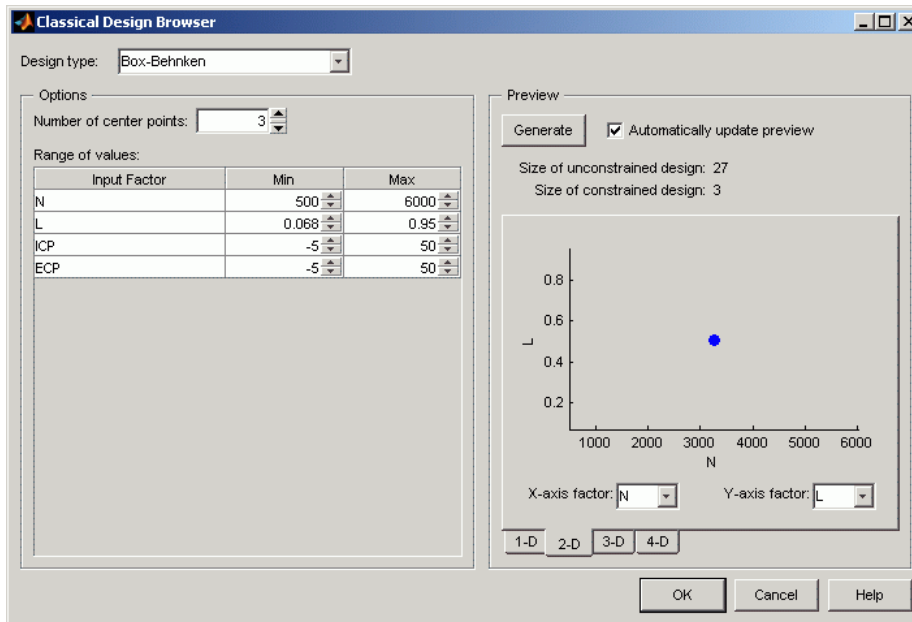 Classical Design Browser
Design type: Box-Behnken
Options
Number of center points: 3
Range of values:
Input Factor Min Max
N 500 6000
L 0.068 0.95
ICP -5 50
ECP -5 50
Preview
Generate Automatically update preview
Size of unconstrained design: 27
Size of constrained design: 3
0.8
0.6
0.4
0.2
L
1000 2000 3000 4000 5000 6000
N
X-axis factor: N Y-axis factor: L
1-D 2-D 3-D 4-D
OK Cancel Help